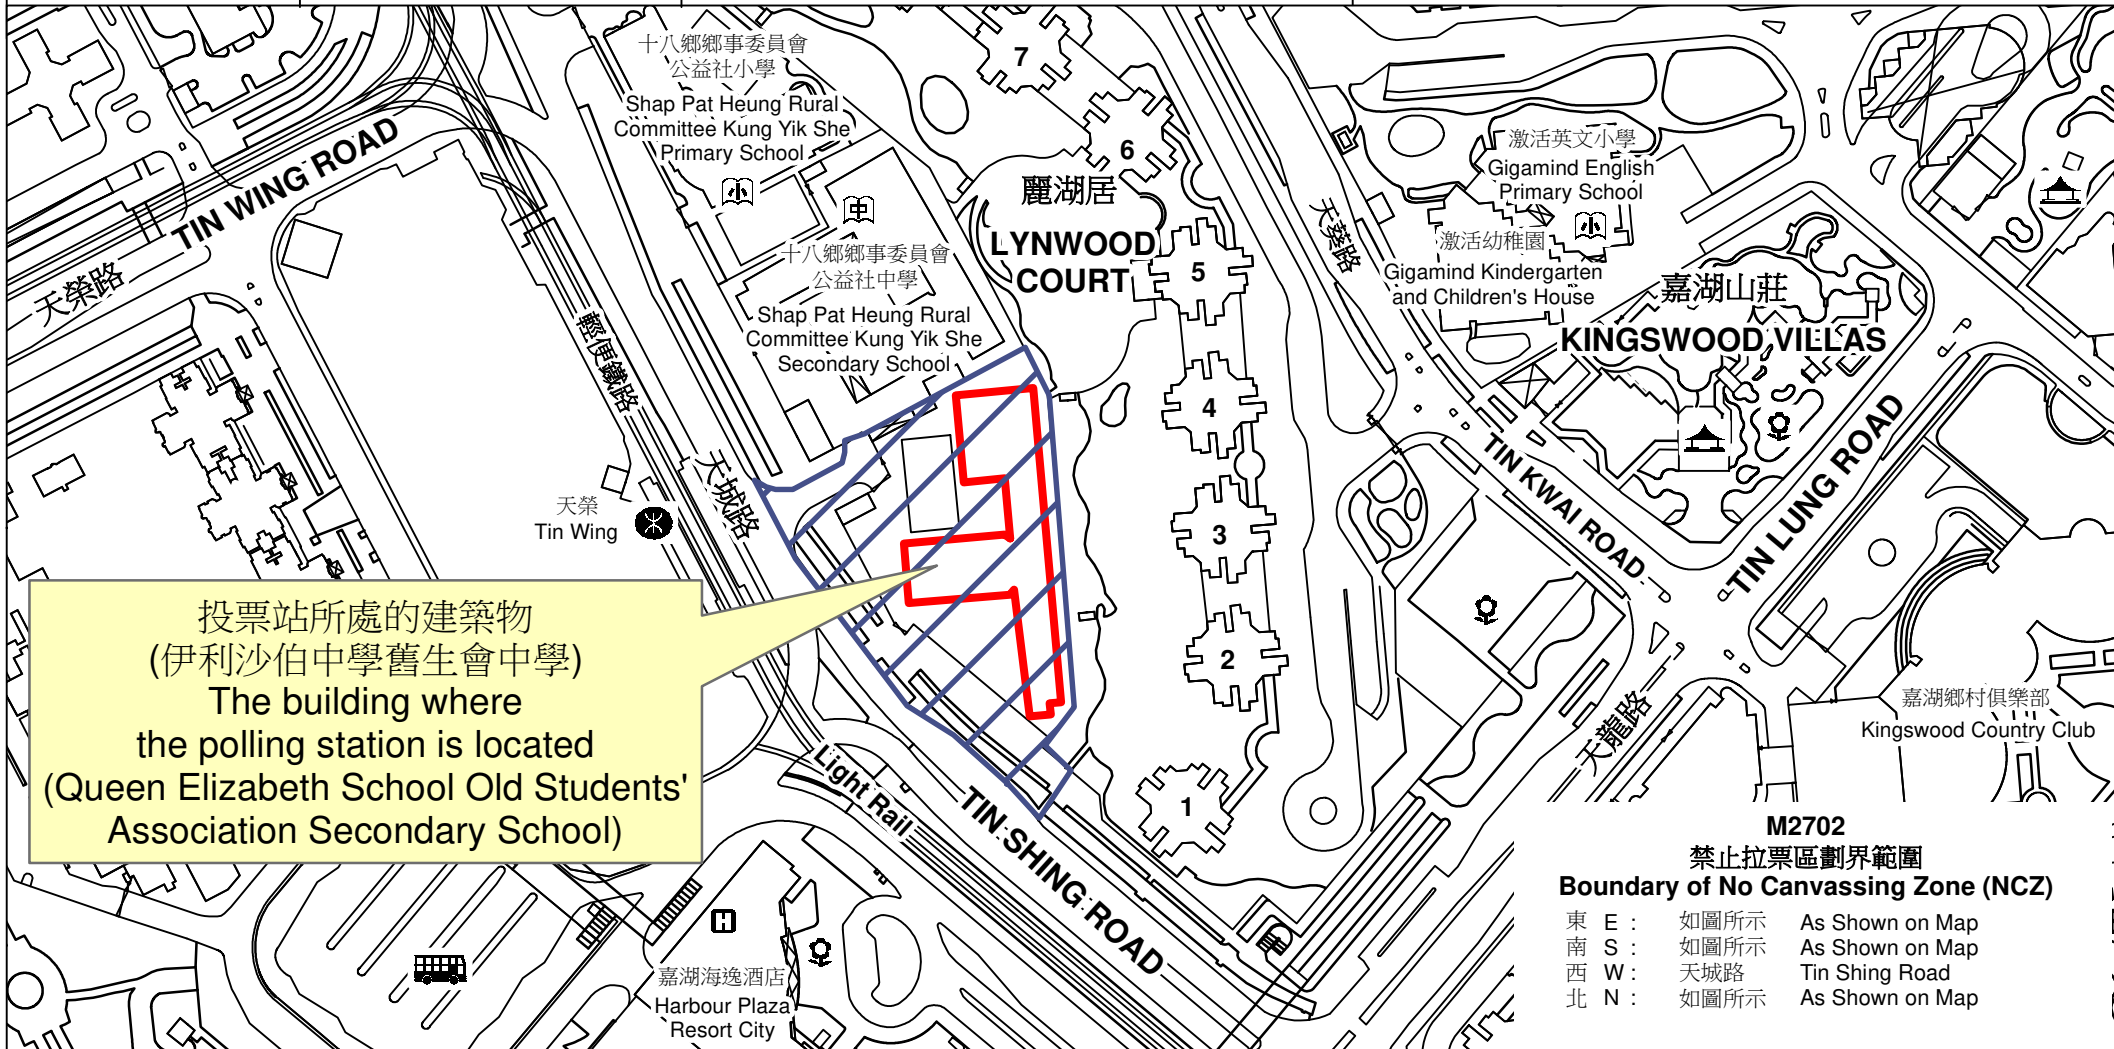 十八鄉鄉事委員會
公益社小學
Shap Pat Heung Rural
Committee Kung Yik She
Primary School
小
中
十八鄉鄉事委員會
公益社中學
Shap Pat Heung Rural
Committee Kung Yik She
Secondary School
TIN WING ROAD
天榮路
輕便鐵路
天城路
天榮
Tin Wing
7
6
麗湖居
LYNWOOD
COURT
5
4
3
2
1
天葵路
激活英文小學
Gigamind English
Primary School
小
激活幼稚園
Gigamind Kindergarten
and Children's House
嘉湖山莊
KINGSWOOD VILLAS
TIN KWAI ROAD
TIN LUNG ROAD
天龍路
嘉湖鄉村俱樂部
Kingswood Country Club
投票站所處的建築物
(伊利沙伯中學舊生會中學)
The building where
the polling station is located
(Queen Elizabeth School Old Students'
Association Secondary School)
Light Rail
TIN SHING ROAD
H
嘉湖海逸酒店
Harbour Plaza
Resort City
M2702
禁止拉票區劃界範圍
Boundary of No Canvassing Zone (NCZ)
東 E : 如圖所示 As Shown on Map
南 S : 如圖所示 As Shown on Map
西 W : 天城路 Tin Shing Road
北 N : 如圖所示 As Shown on Map